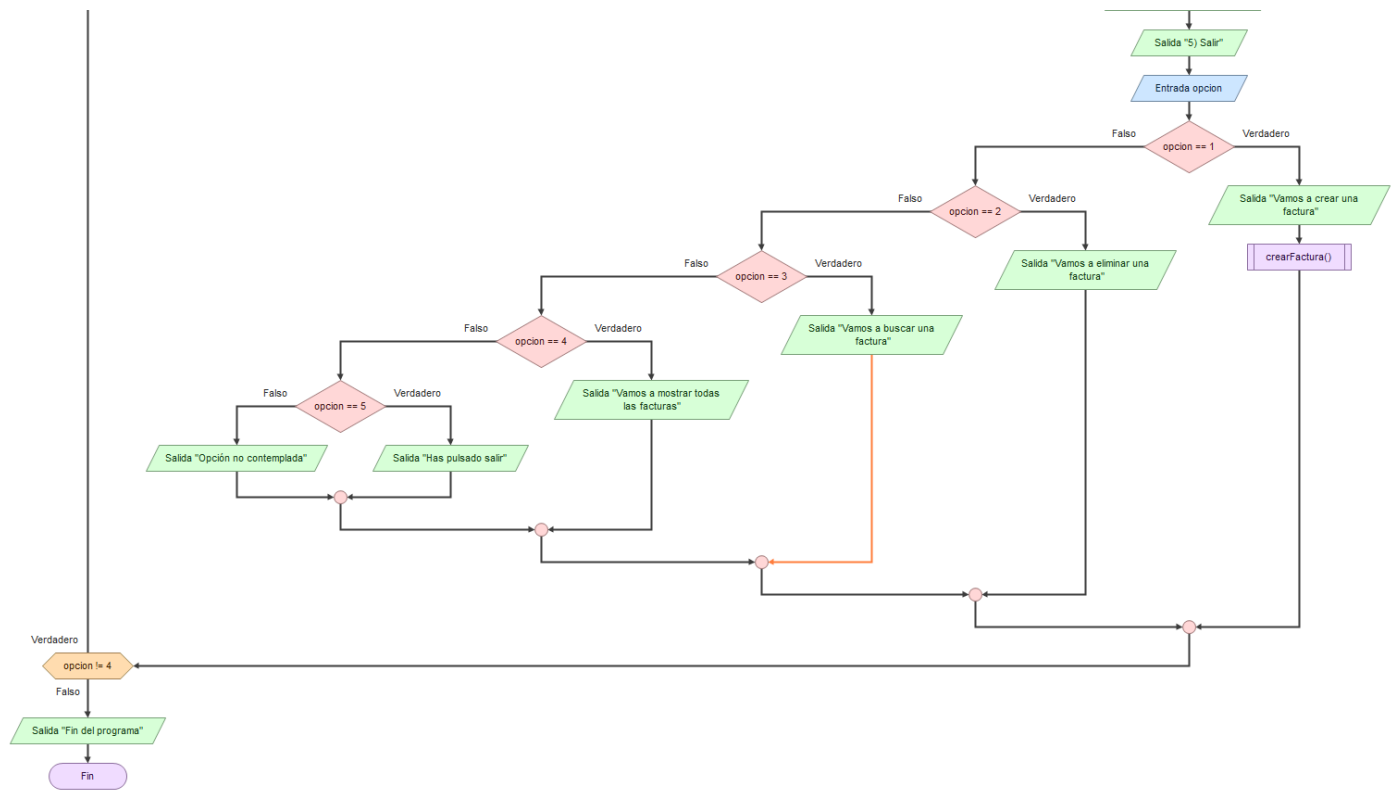 Salida "5) Salir"
Entrada opcion
Falso
Verdadero
opcion == 1
Falso
Verdadero
opcion == 2
Salida "Vamos a crear una
factura"
crearFactura()
Falso
Verdadero
opcion == 3
Salida "Vamos a eliminar una
factura"
Falso
Verdadero
opcion == 4
Salida "Vamos a buscar una
factura"
Falso
Verdadero
opcion == 5
Salida "Vamos a mostrar todas
las facturas"
Salida "Opción no contemplada"
Salida "Has pulsado salir"
Verdadero
opcion != 4
Falso
Salida "Fin del programa"
Fin